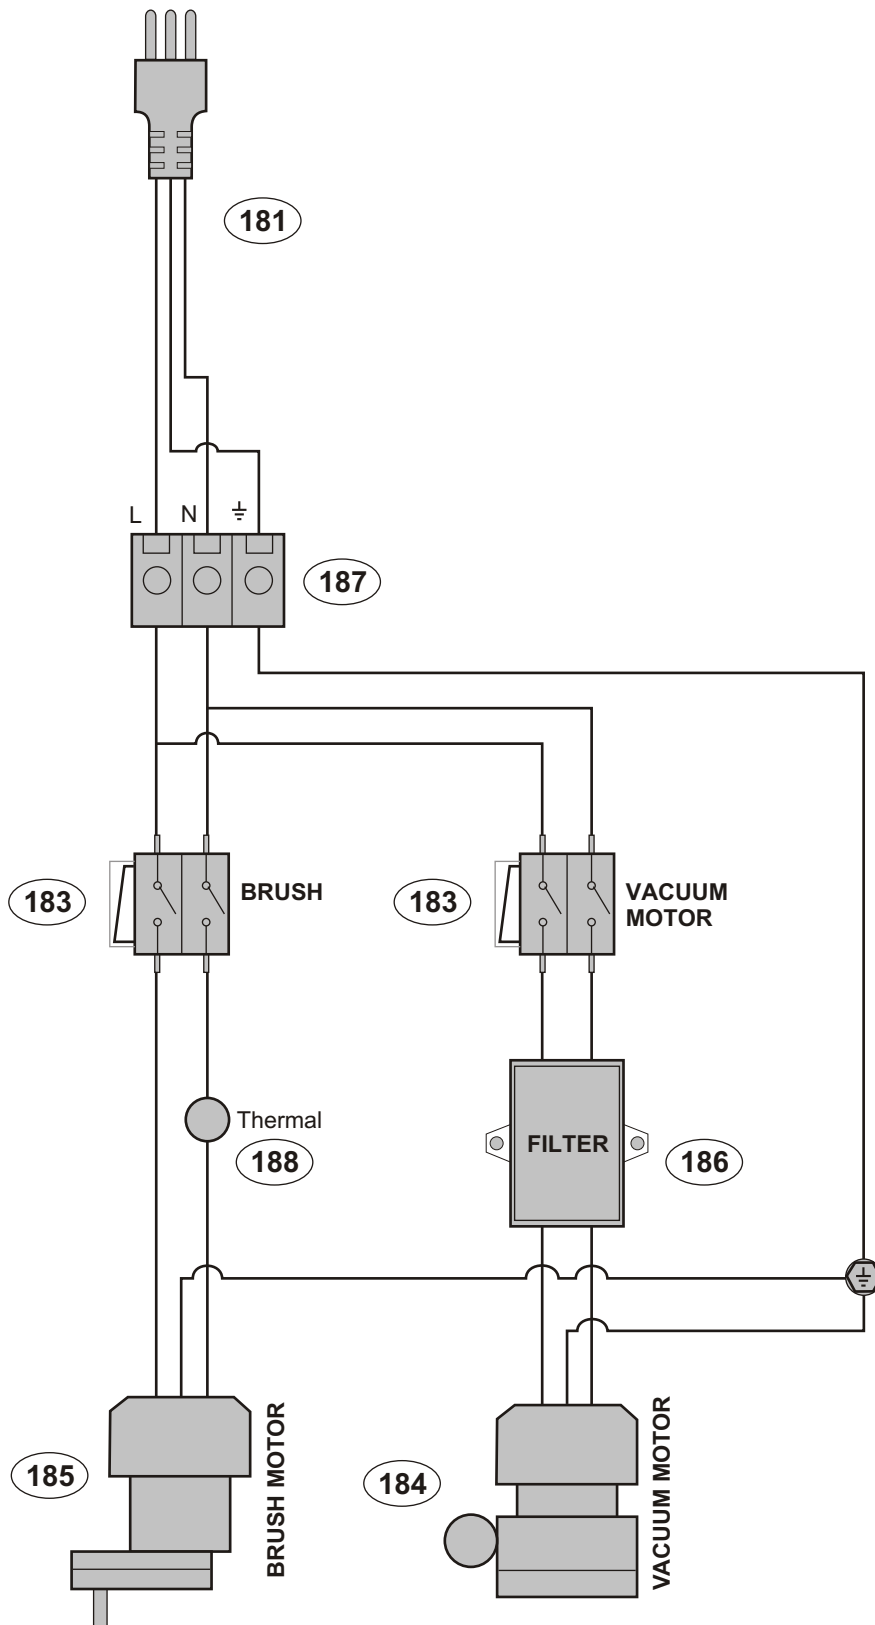 181
L N
187
183 BRUSH
183 VACUUM
MOTOR
Thermal
188
FILTER
186
185
BRUSH MOTOR
184
VACUUM MOTOR